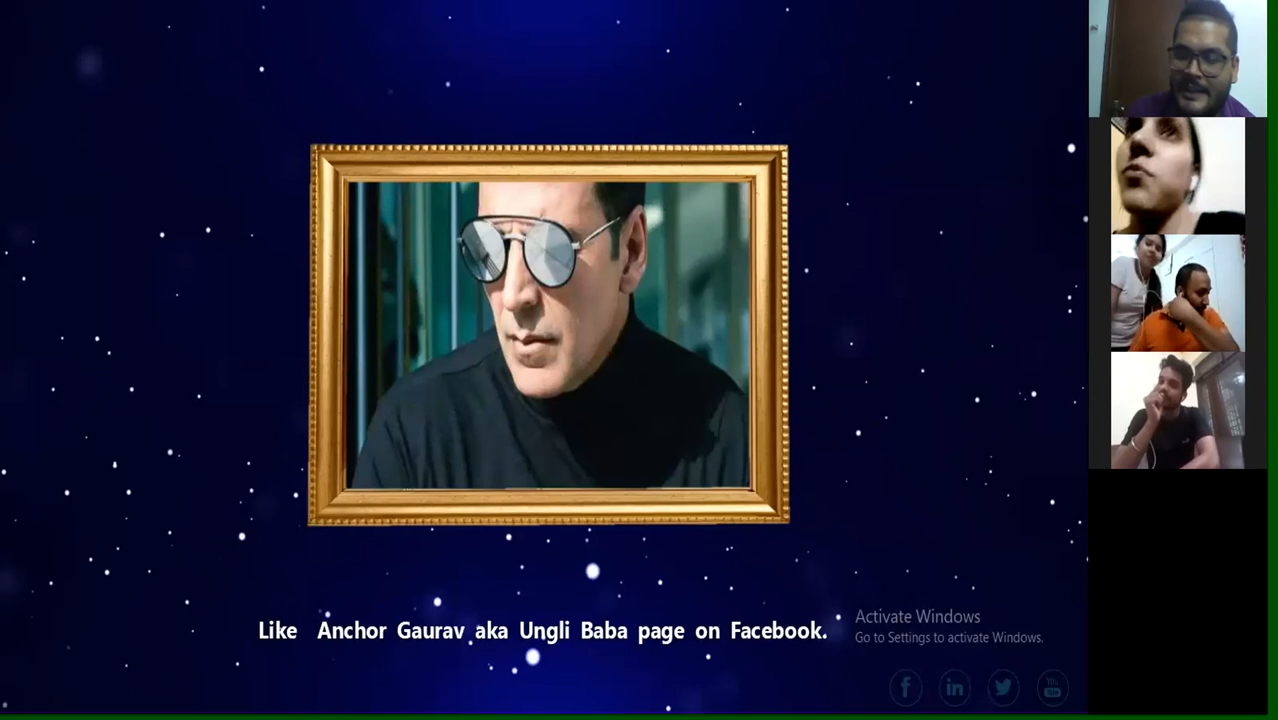 Like Anchor Gaurav aka Ungli Baba page on Facebook.
Activate Windows
Go to Settings to activate Windows.